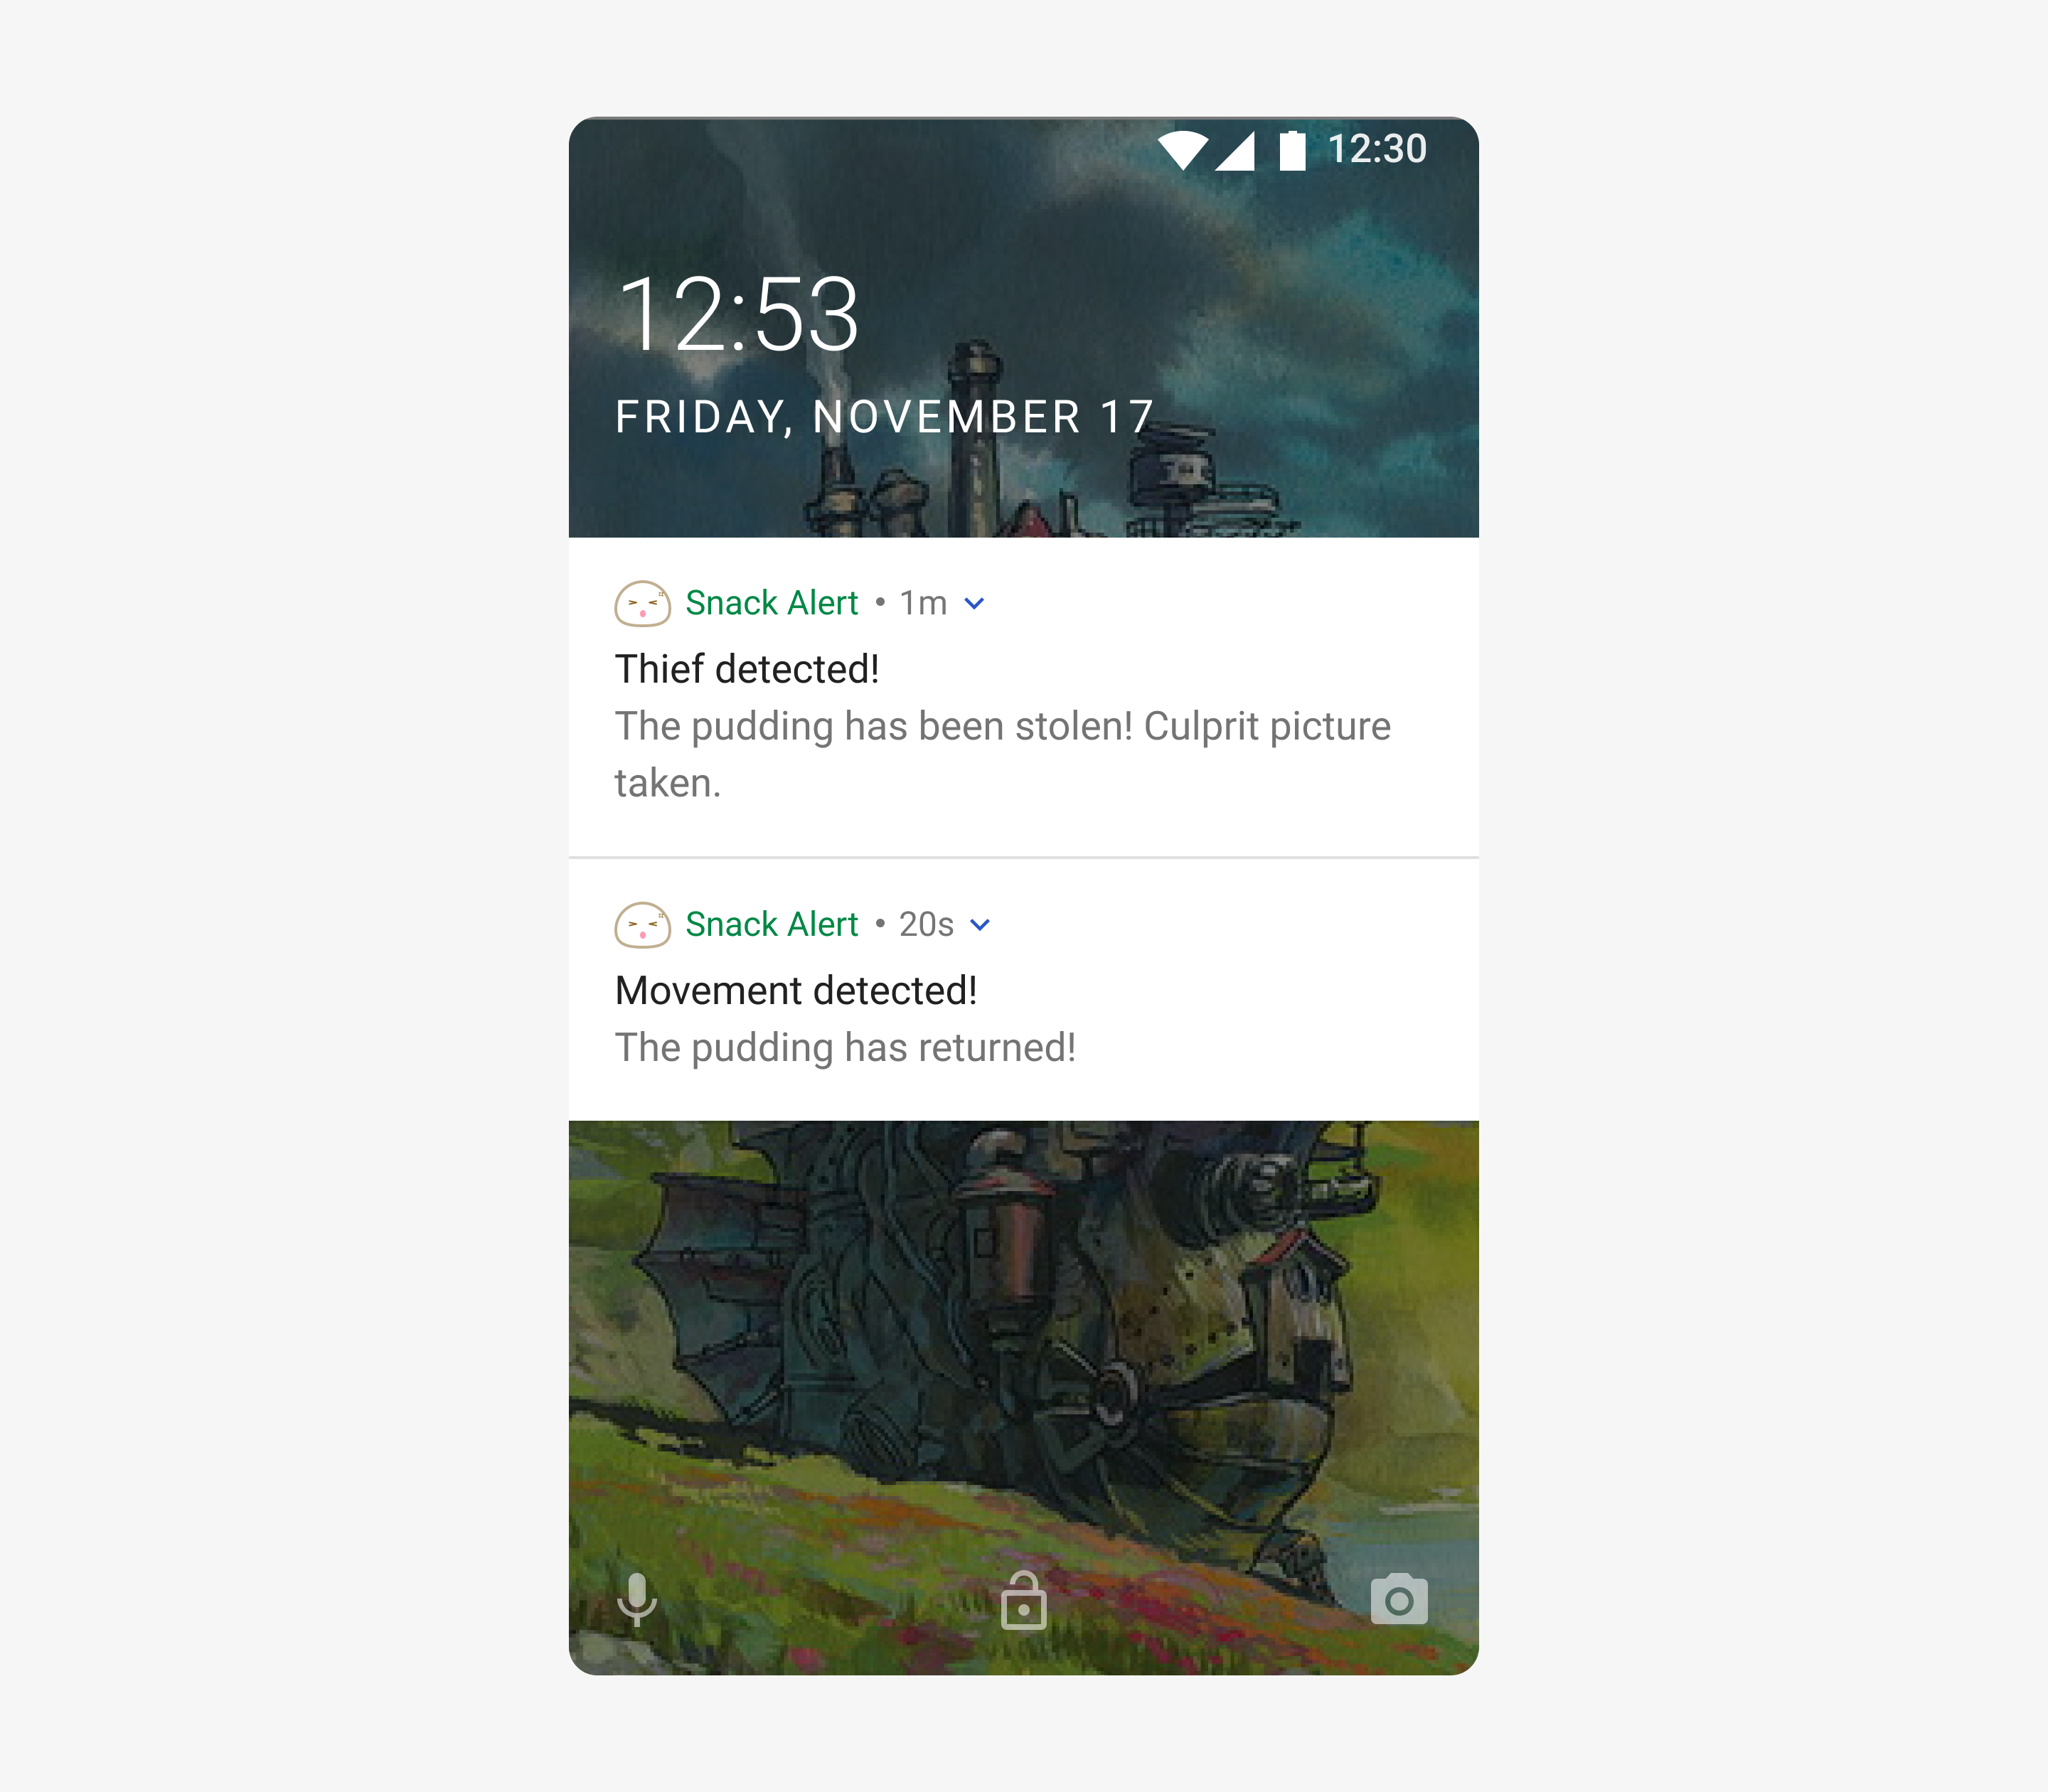 12:30
12:53
FRIDAY, NOVEMBER 17
Snack Alert • 1m
Thief detected!
The pudding has been stolen! Culprit picture
taken.
Snack Alert • 20s
Movement detected!
The pudding has returned!